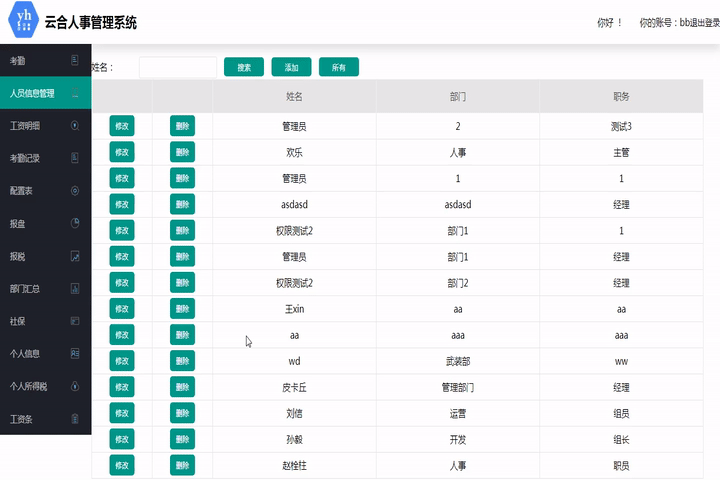 yh
云合人事管理系统
你好 ！ 你的账号：bb退出登录
考勤
人员信息管理
工资明细
考勤记录
配置表
报盘
报税
部门汇总
社保
个人信息
个人所得税
工资条
姓名： 搜索 添加 所有
姓名 部门 职务
修改 删除 管理员 2 测试3
修改 删除 欢乐 人事 主管
修改 删除 管理员 1 1
修改 删除 asdasd asdasd 经理
修改 删除 权限测试2 部门1 1
修改 删除 管理员 部门1 经理
修改 删除 权限测试2 部门2 经理
修改 删除 王xin aa aa
修改 删除 aa aaa aaa
修改 删除 wd 武装部 ww
修改 删除 皮卡丘 管理部门 经理
修改 删除 刘信 运营 组员
修改 删除 孙毅 开发 组长
修改 删除 赵栓柱 人事 职员